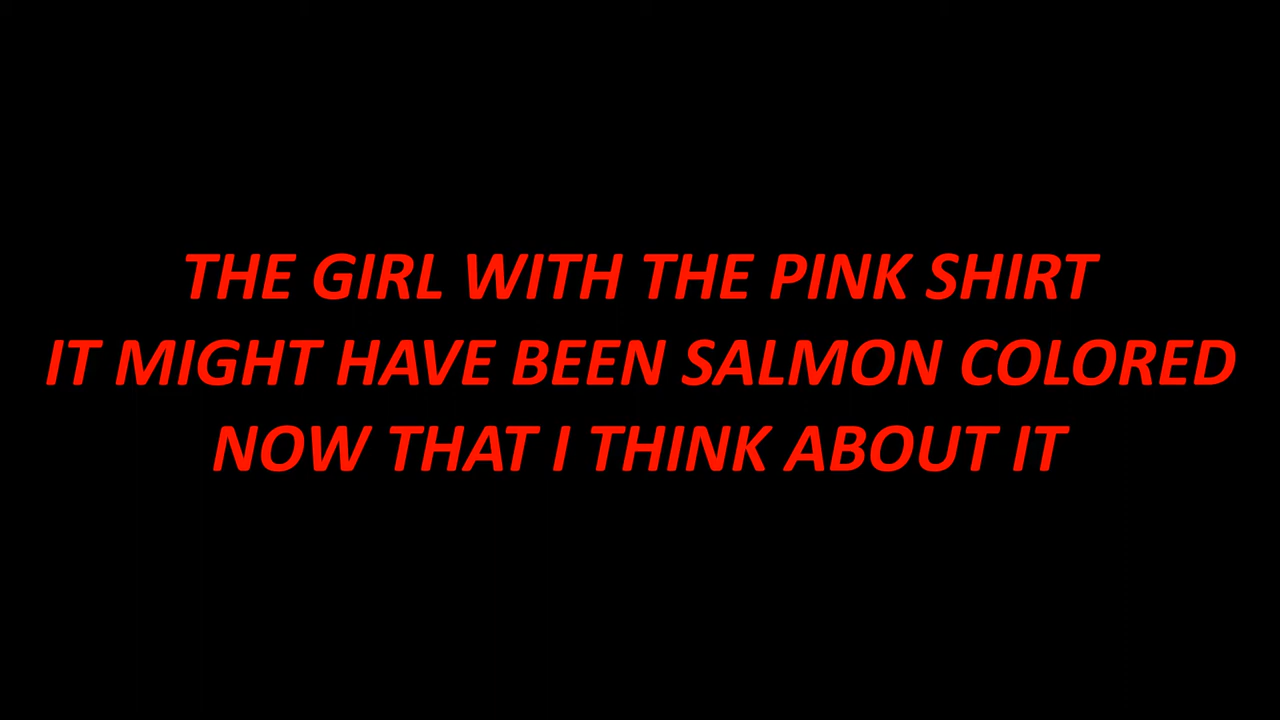 THE GIRL WITH THE PINK SHIRT
IT MIGHT HAVE BEEN SALMON COLORED
NOW THAT I THINK ABOUT IT